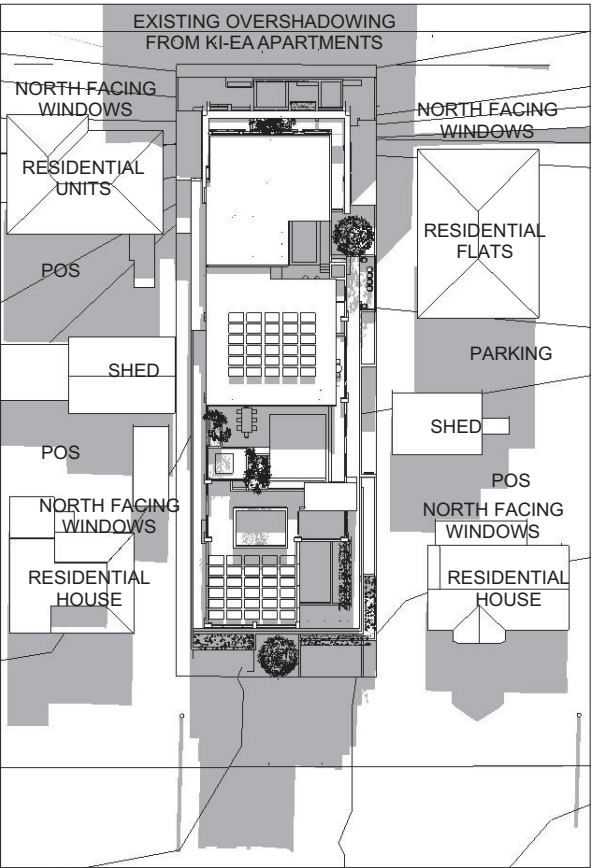 EXISTING OVERSHADOWING
FROM KI-EA APARTMENTS
NORTH FACING
WINDOWS
NORTH FACING
WINDOWS
RESIDENTIAL
UNITS
RESIDENTIAL
FLATS
POS
PARKING
SHED
SHED
POS
POS
NORTH FACING
WINDOWS
NORTH FACING
WINDOWS
RESIDENTIAL
HOUSE
RESIDENTIAL
HOUSE